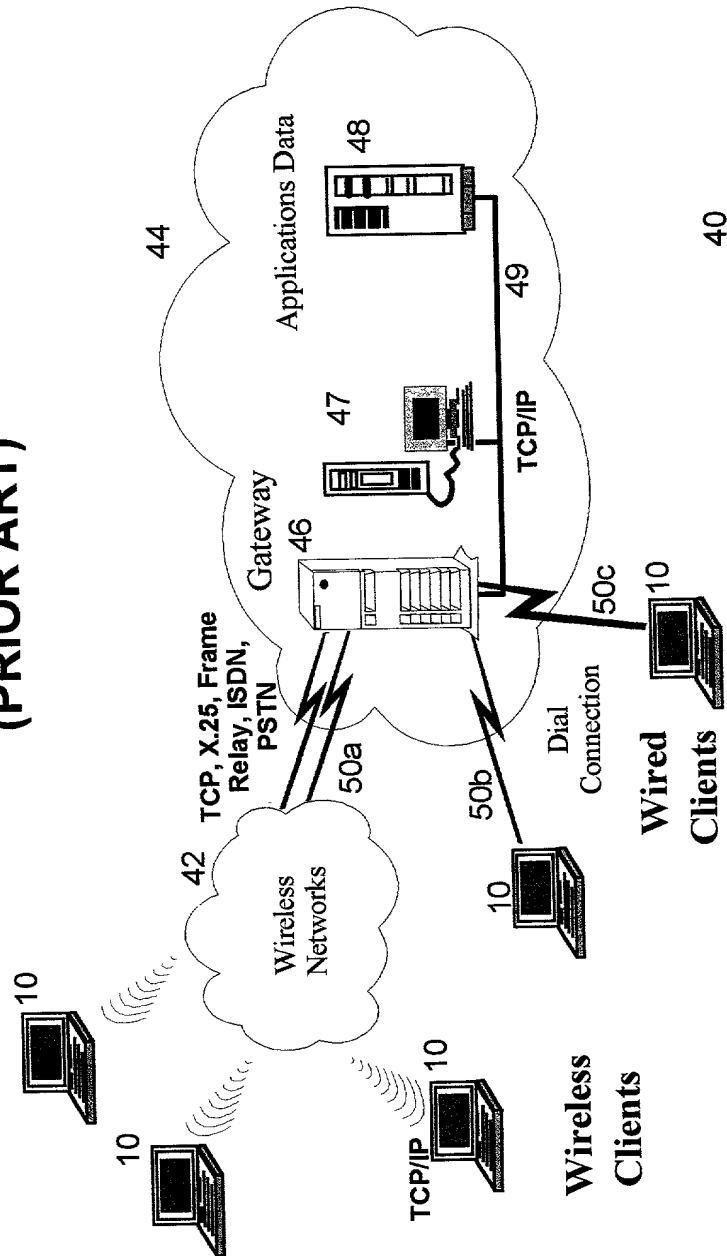 (PRIOR ART)
10
10
TCP/IP
10
Wireless
Clients
42
Wireless
Networks
TCP, X.25, Frame
Relay, ISDN,
PSTN
50a
50b
10
Dial
Connection
Wired
Clients
50c
10
Gateway
46
47
TCP/IP
49
44
Applications Data
48
40